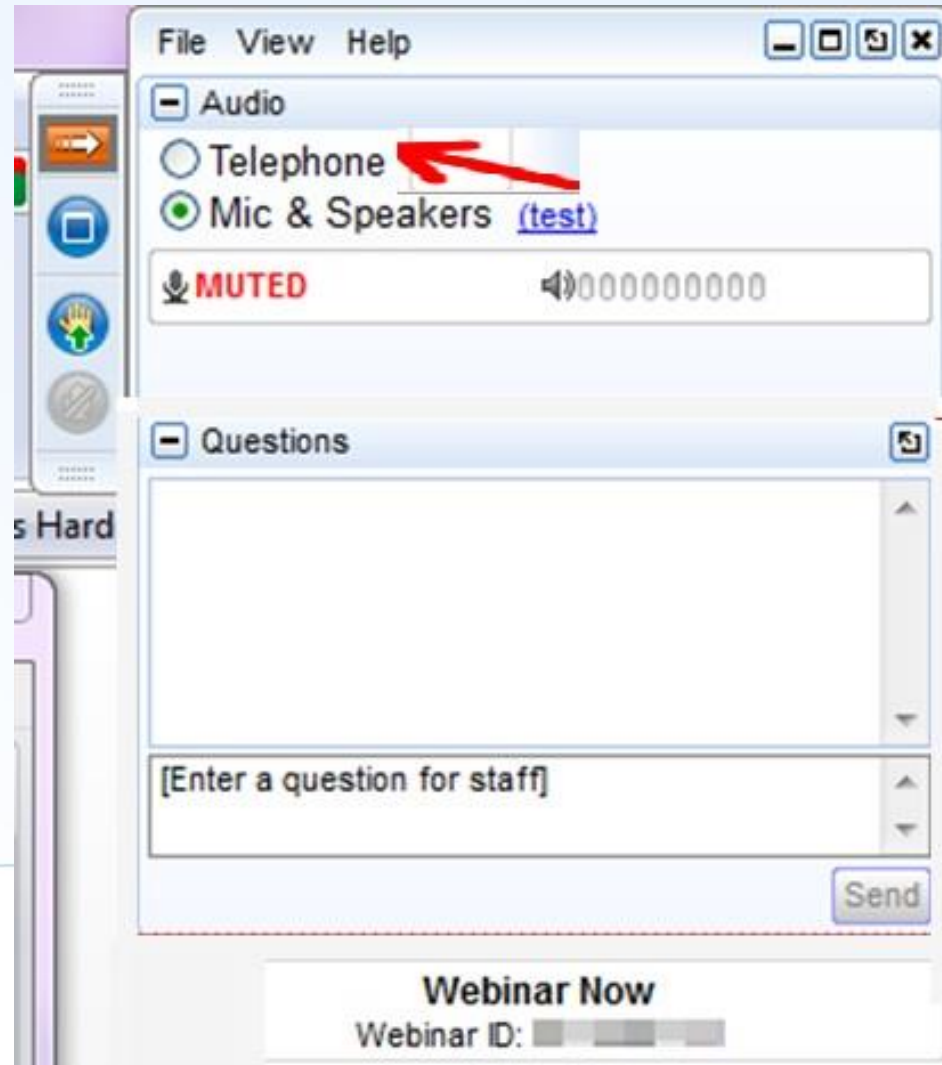 File View Help
Audio
Telephone
Mic & Speakers (test)
MUTED
Questions
s Hard
[Enter a question for staff]
Send
Webinar Now
Webinar ID: